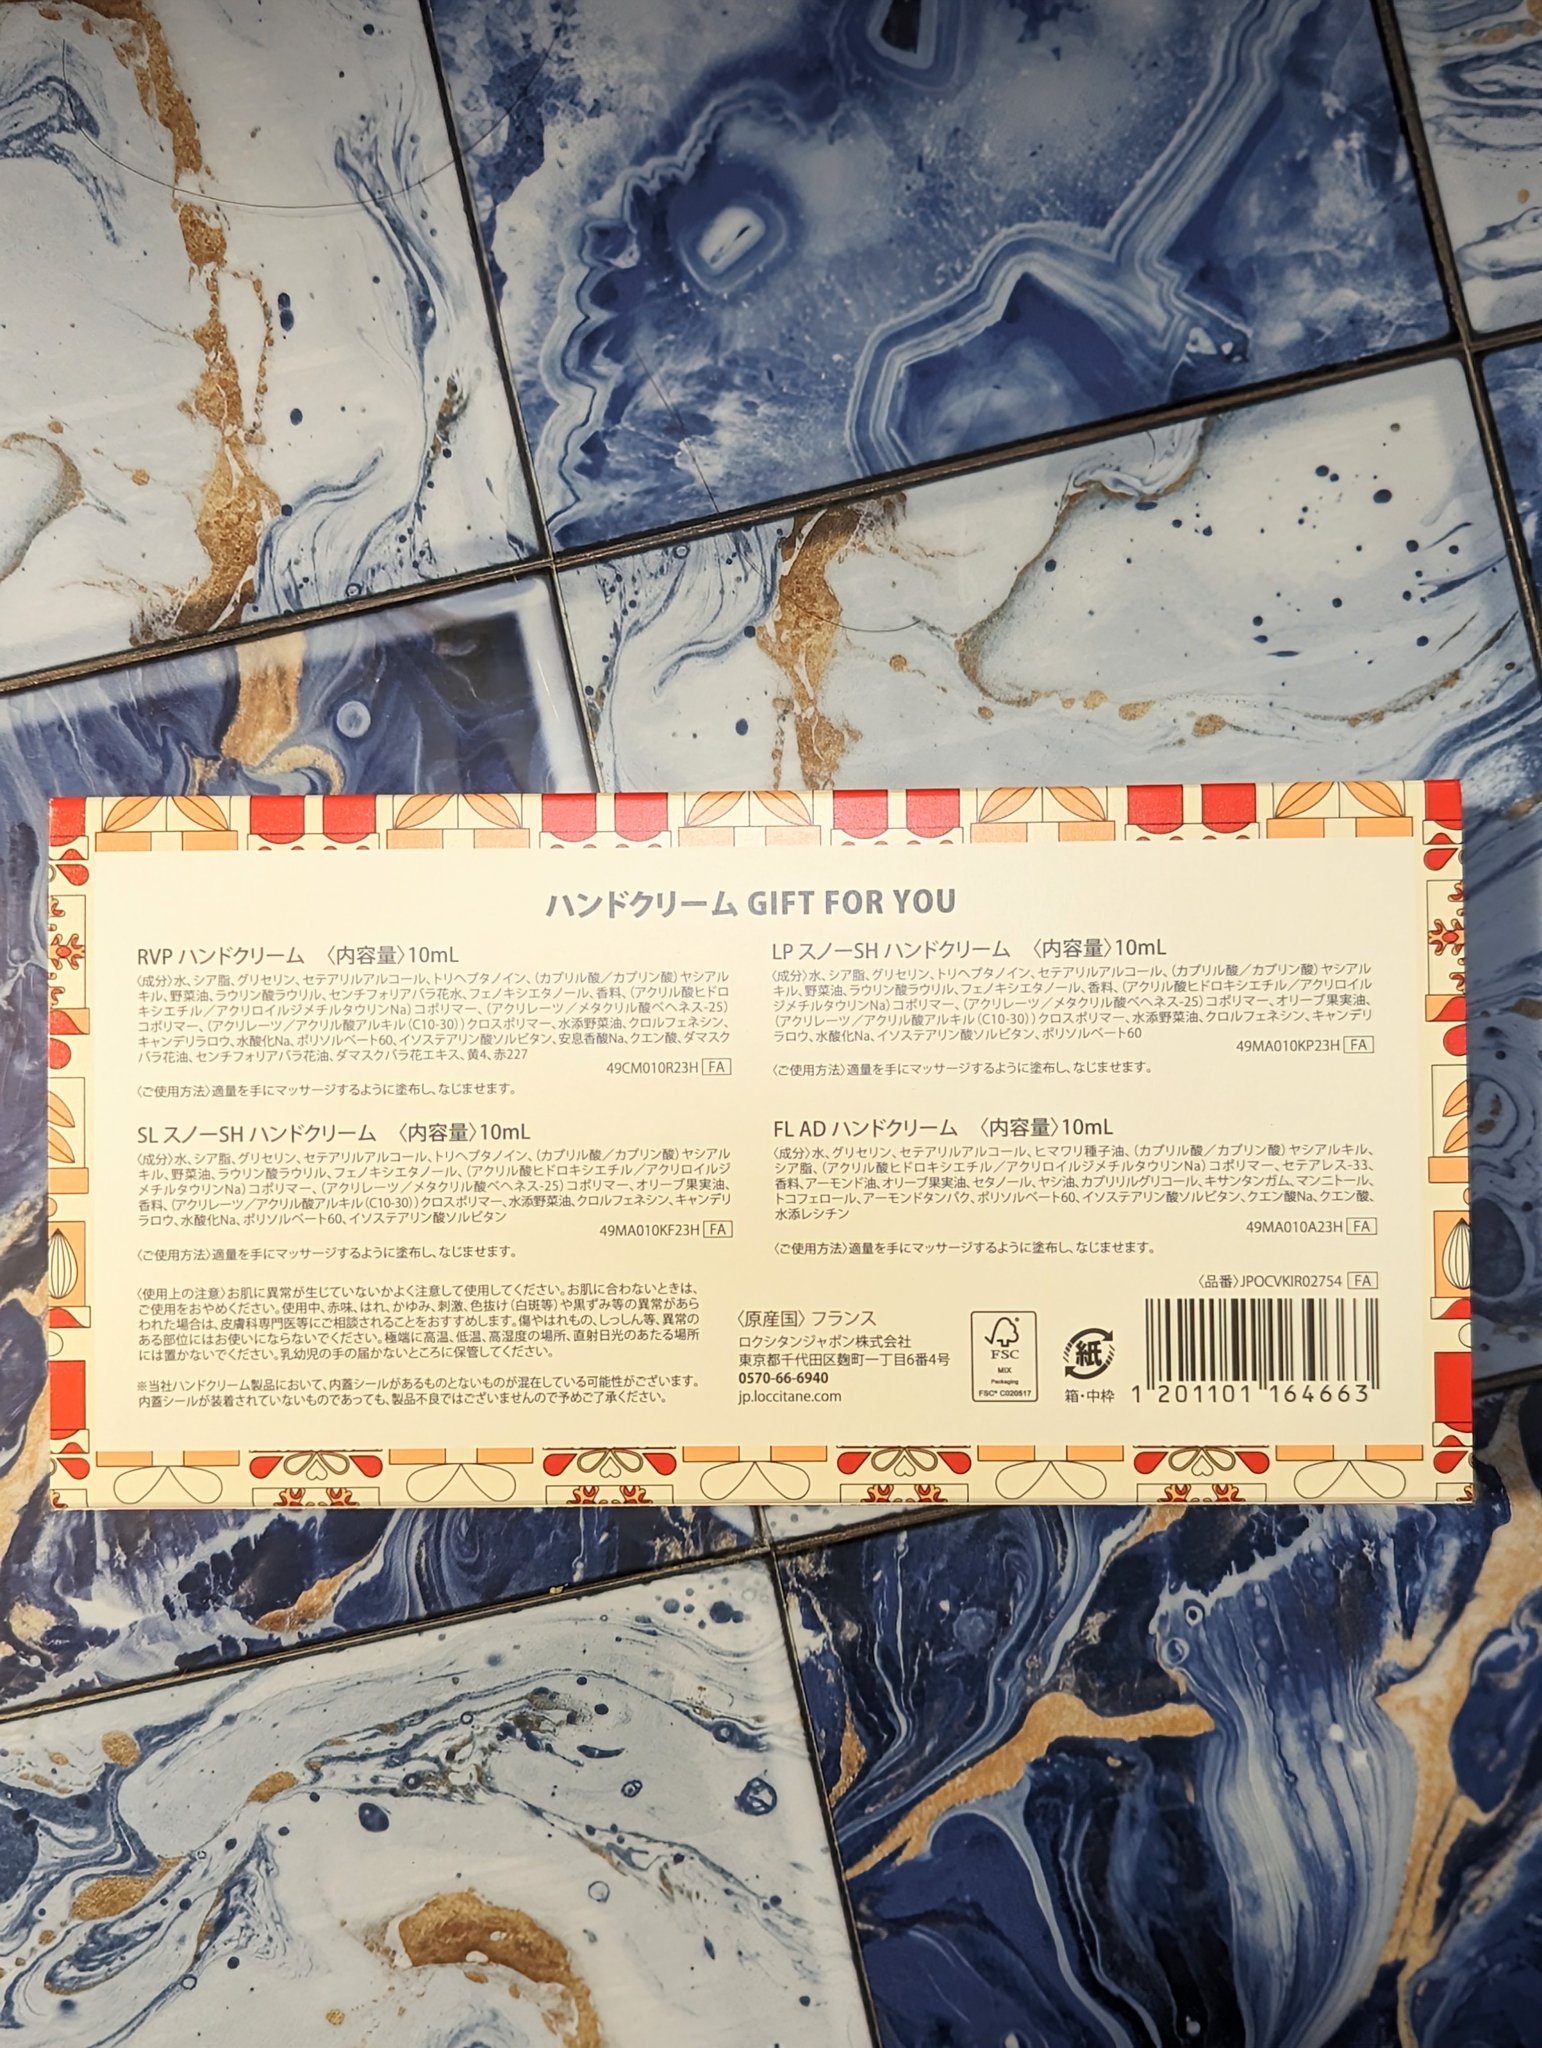 ハンドクリーム GIFT FOR YOU
RVP ハンドクリーム 〈内容量〉10mL
〈成分〉水、シア脂、グリセリン、セテアリルアルコール、トリヘプタノイン、(カプリル酸／カプリン酸)ヤシアル
キル、野菜油、ラウリン酸ラウリル、センチフォリアバラ花水、フェノキシエタノール、香料、(アクリル酸ヒドロ
キシエチル／アクリロイルジメチルタウリンNa)コポリマー、(アクリレーツ／メタクリル酸ベヘネス-25)
コポリマー、(アクリレーツ／アクリル酸アルキル(C10-30))クロスポリマー、水添野菜油、クロルフェネシン、
キャンデリラロウ、水酸化Na、ポリソルベート60、イソステアリン酸ソルビタン、安息香酸Na、クエン酸、ダマスク
バラ花油、センチフォリアバラ花油、ダマスクバラ花エキス、黄4、赤227
49CM010R23H FA
〈ご使用方法〉適量を手にマッサージするように塗布し、なじませます。
LP スノーSH ハンドクリーム 〈内容量〉10mL
〈成分〉水、シア脂、グリセリン、トリヘプタノイン、セテアリルアルコール、(カプリル酸／カプリン酸)ヤシアル
キル、野菜油、ラウリン酸ラウリル、フェノキシエタノール、香料、(アクリル酸ヒドロキシエチル／アクリロイル
ジメチルタウリンNa)コポリマー、(アクリレーツ／メタクリル酸ベヘネス-25)コポリマー、オリーブ果実油、
(アクリレーツ／アクリル酸アルキル(C10-30))クロスポリマー、水添野菜油、クロルフェネシン、キャンデリ
ラロウ、水酸化Na、イソステアリン酸ソルビタン、ポリソルベート60
49MA010KP23H FA
〈ご使用方法〉適量を手にマッサージするように塗布し、なじませます。
SL スノーSH ハンドクリーム 〈内容量〉10mL
〈成分〉水、シア脂、グリセリン、セテアリルアルコール、トリヘプタノイン、(カプリル酸／カプリン酸)ヤシアル
キル、野菜油、ラウリン酸ラウリル、フェノキシエタノール、(アクリル酸ヒドロキシエチル／アクリロイルジ
メチルタウリンNa)コポリマー、(アクリレーツ／メタクリル酸ベヘネス-25)コポリマー、オリーブ果実油、
香料、(アクリレーツ／アクリル酸アルキル(C10-30))クロスポリマー、水添野菜油、クロルフェネシン、キャンデリ
ラロウ、水酸化Na、ポリソルベート60、イソステアリン酸ソルビタン
49MA010KF23H FA
〈ご使用方法〉適量を手にマッサージするように塗布し、なじませます。
FL AD ハンドクリーム 〈内容量〉10mL
〈成分〉水、グリセリン、セテアリルアルコール、ヒマワリ種子油、(カプリル酸／カプリン酸)ヤシアルキル、
シア脂、(アクリル酸ヒドロキシエチル／アクリロイルジメチルタウリンNa)コポリマー、セテアレス-33、
香料、アーモンド油、オリーブ果実油、セタノール、ヤシ油、カプリリルグリコール、キサンタンガム、マンニトール、
トコフェロール、アーモンドタンパク、ポリソルベート60、イソステアリン酸ソルビタン、クエン酸Na、クエン酸、
水添レシチン
49MA010A23H FA
〈ご使用方法〉適量を手にマッサージするように塗布し、なじませます。
〈使用上の注意〉お肌に異常が生じていないかよく注意して使用してください。お肌に合わないときは、
ご使用をおやめください。使用中、赤味、はれ、かゆみ、刺激、色抜け(白斑等)や黒ずみ等の異常があら
われた場合は、皮膚科専門医等にご相談されることをおすすめします。傷やはれもの、しっしん等、異常の
ある部位にはお使いにならないでください。極端に高温、低温、高湿度の場所、直射日光のあたる場所
には置かないでください。乳幼児の手の届かないところに保管してください。
※当社ハンドクリーム製品において、内蓋シールがあるものとないものが混在している可能性がございます。
内蓋シールが装着されていないものであっても、製品不良ではございませんので予めご了承ください。
〈原産国〉フランス
ロクシタンジャポン株式会社
東京都千代田区麹町一丁目6番4号
0570-66-6940
jp.loccitane.com
FSC
MIX
Packaging
FSC® C020517
紙
箱・中枠
〈品番〉JPOCVKIR02754 FA
1 201101 164663